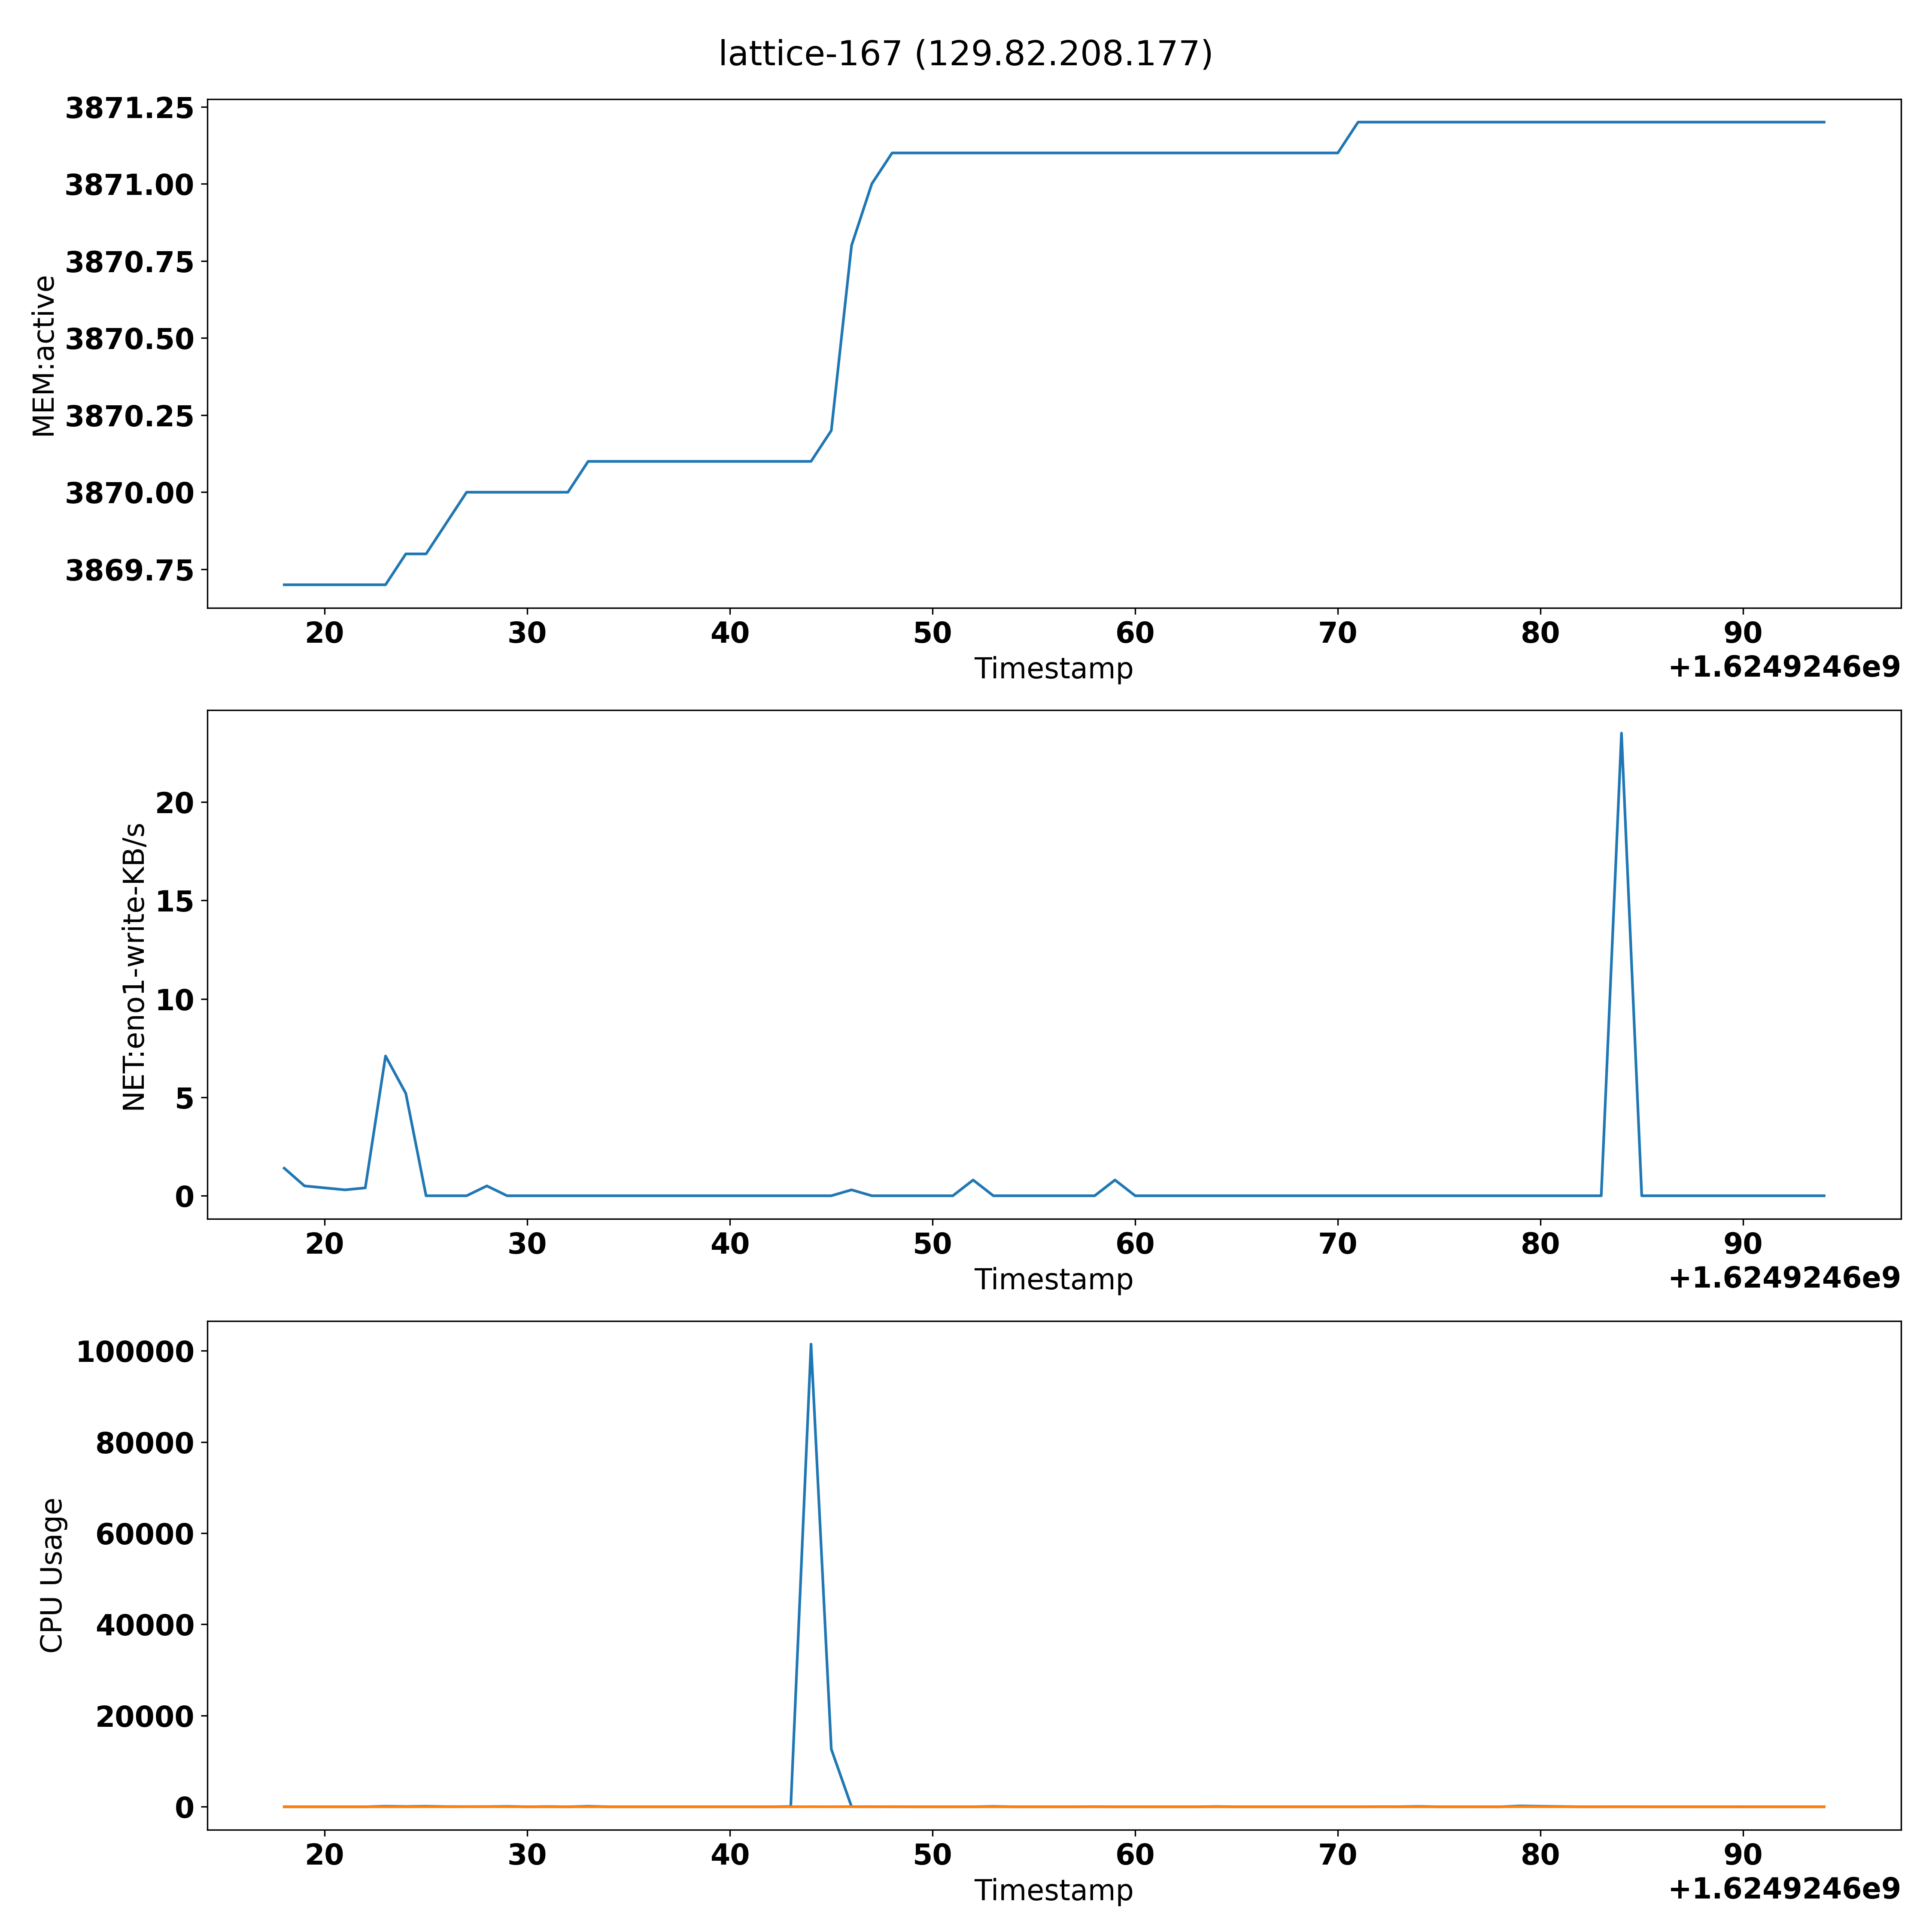 lattice-167 (129.82.208.177)
3871.25
3871.00
3870.75
3870.50
3870.25
3870.00
3869.75
MEM:active
20 30 40 50 60 70 80 90
Timestamp
+1.6249246e9
20
15
10
5
0
NET:eno1-write-KB/s
20 30 40 50 60 70 80 90
Timestamp
+1.6249246e9
100000
80000
60000
40000
20000
0
CPU Usage
20 30 40 50 60 70 80 90
Timestamp
+1.6249246e9